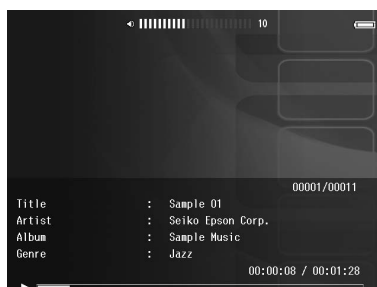 10
00001/00011
Title : Sample 01
Artist : Seiko Epson Corp.
Album : Sample Music
Genre : Jazz
00:00:08 / 00:01:28